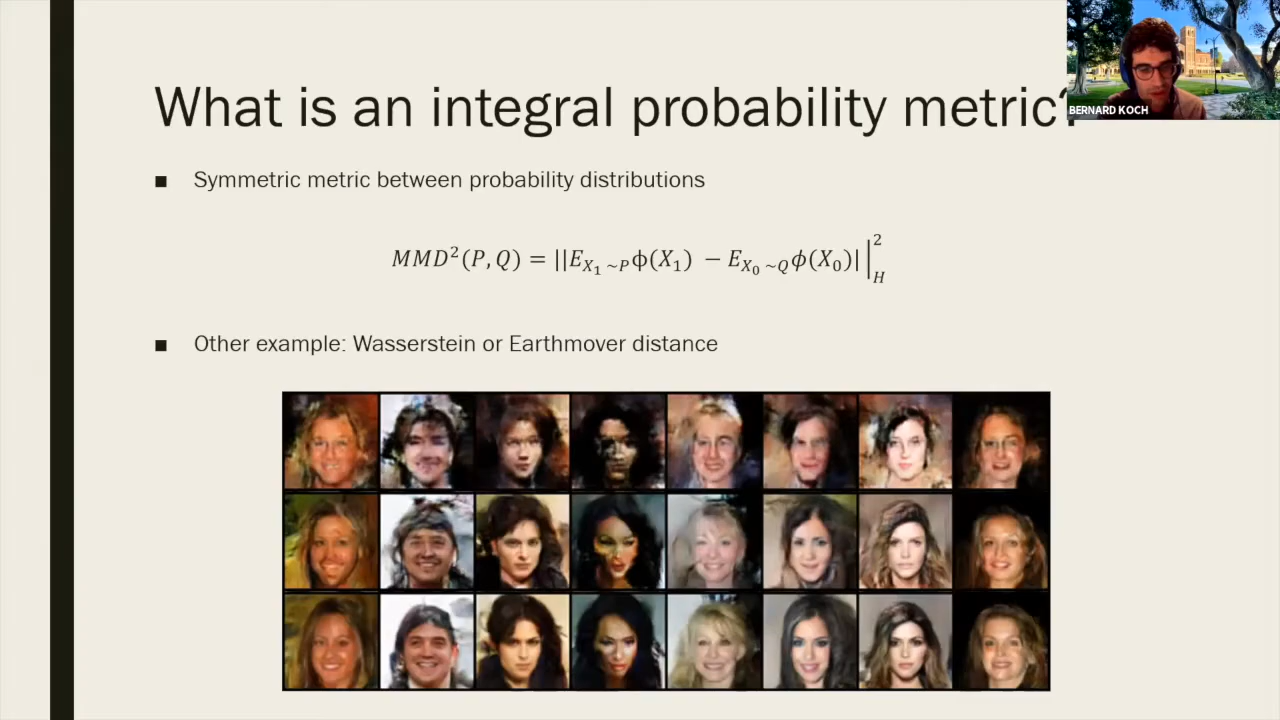 What is an integral probability metric?
BERNARD KOCH
■ Symmetric metric between probability distributions
MMD²(P, Q) = ||E_{X₁ ~P}ϕ(X₁) − E_{X₀ ~Q}𝜙(X₀)||²_H
■ Other example: Wasserstein or Earthmover distance